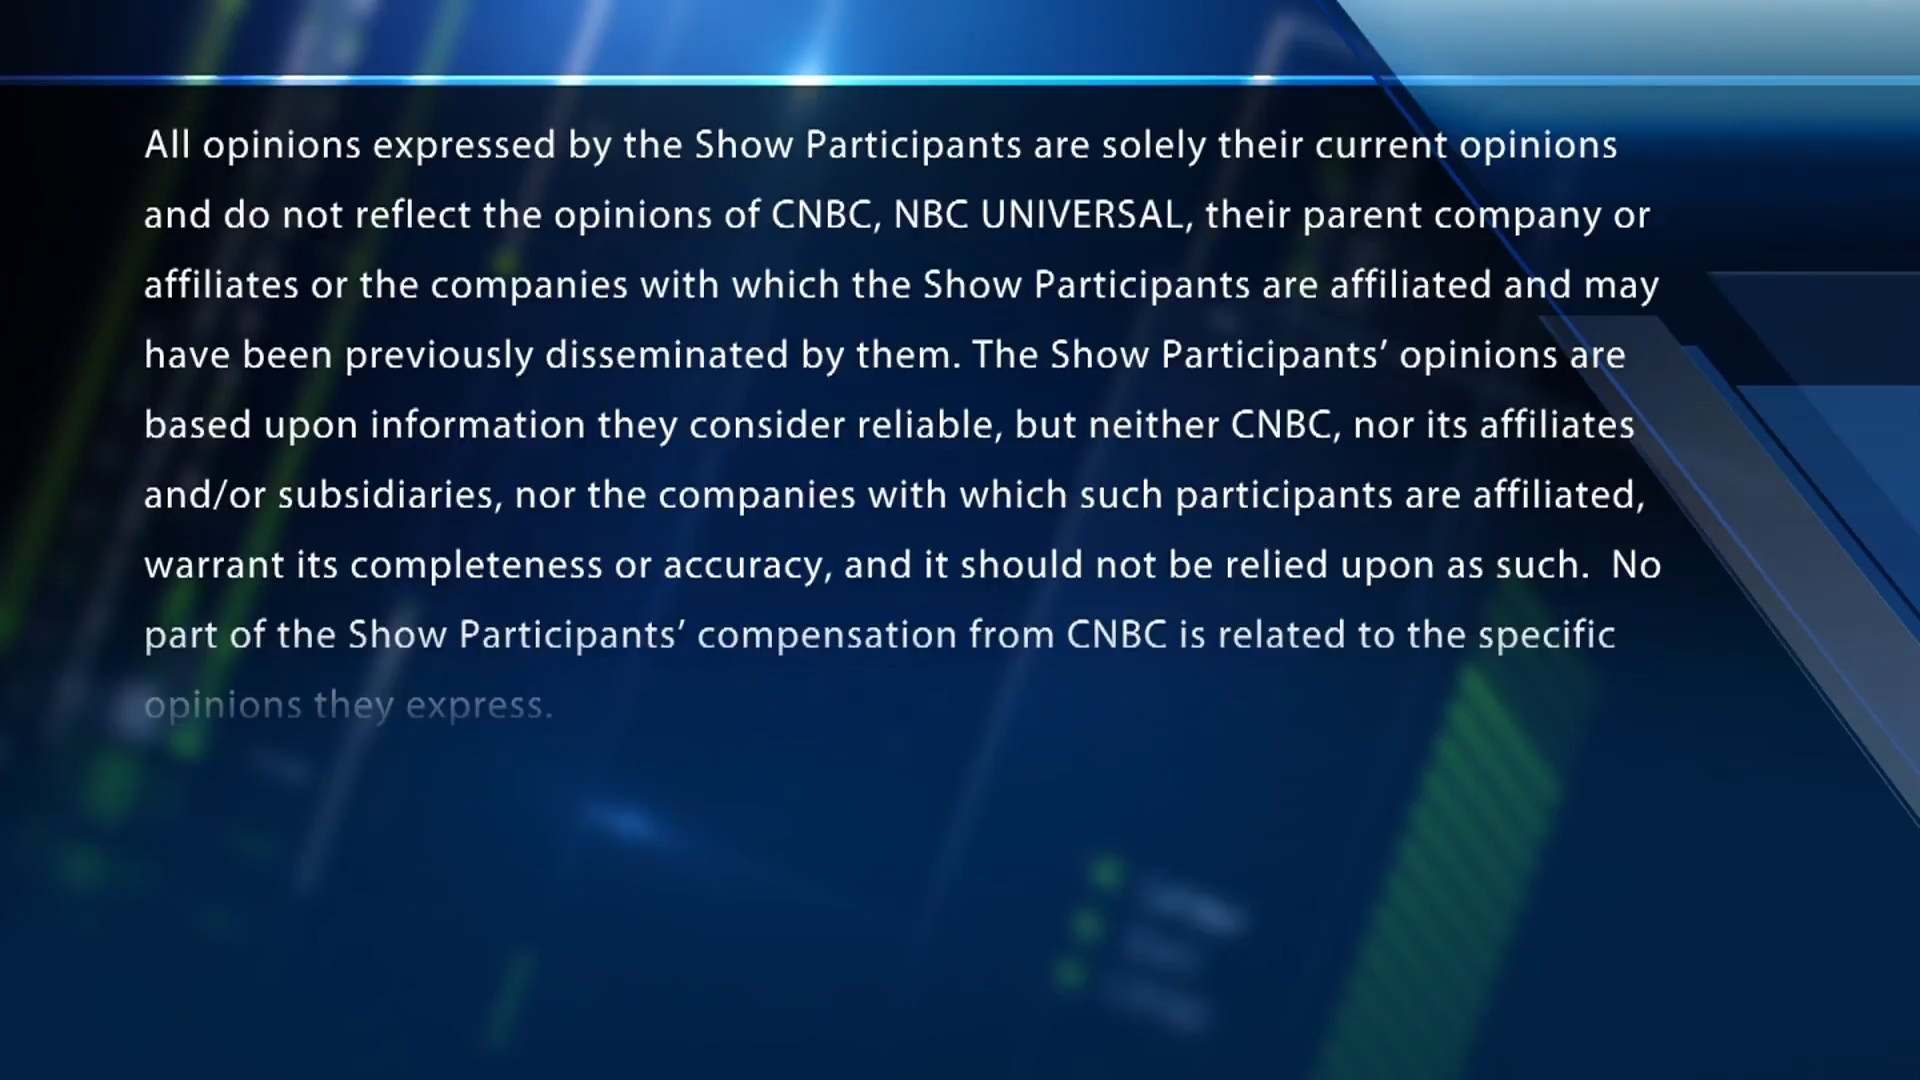 All opinions expressed by the Show Participants are solely their current opinions
and do not reflect the opinions of CNBC, NBC UNIVERSAL, their parent company or
affiliates or the companies with which the Show Participants are affiliated and may
have been previously disseminated by them. The Show Participants’ opinions are
based upon information they consider reliable, but neither CNBC, nor its affiliates
and/or subsidiaries, nor the companies with which such participants are affiliated,
warrant its completeness or accuracy, and it should not be relied upon as such.  No
part of the Show Participants’ compensation from CNBC is related to the specific
opinions they express.